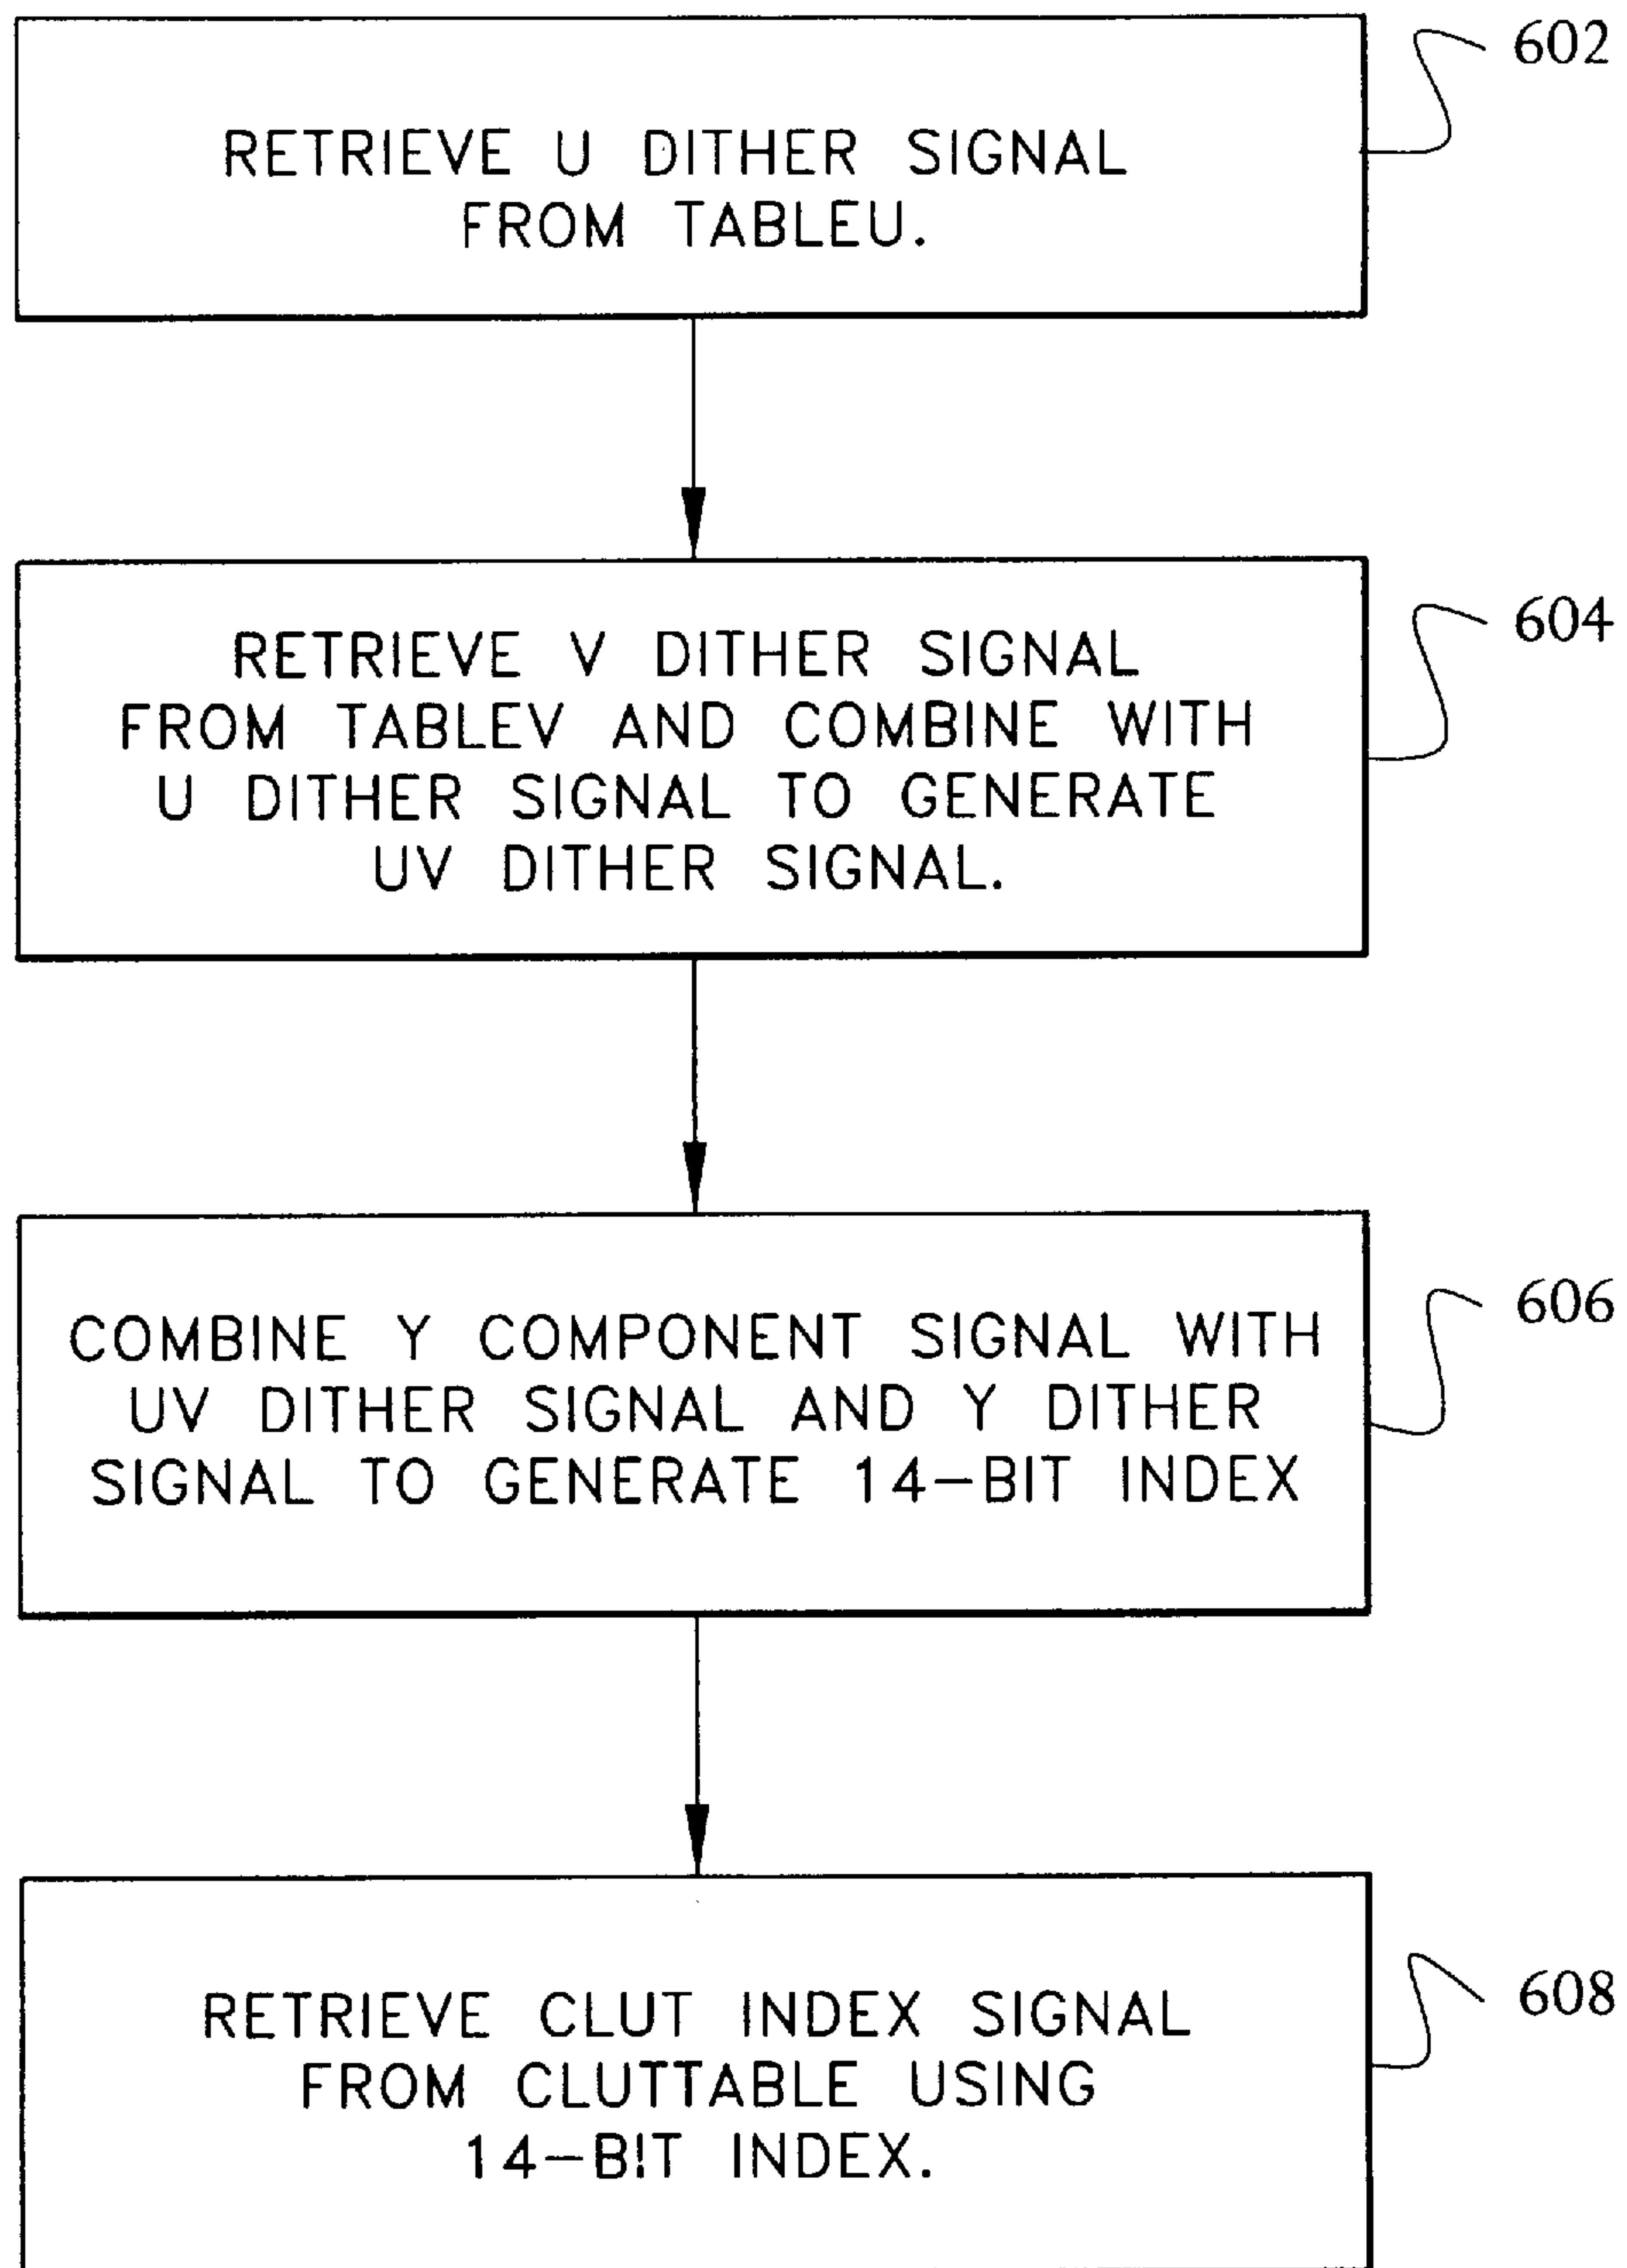 602
RETRIEVE U DITHER SIGNAL
FROM TABLEU.
604
RETRIEVE V DITHER SIGNAL
FROM TABLEV AND COMBINE WITH
U DITHER SIGNAL TO GENERATE
UV DITHER SIGNAL.
606
COMBINE Y COMPONENT SIGNAL WITH
UV DITHER SIGNAL AND Y DITHER
SIGNAL TO GENERATE 14-BIT INDEX
608
RETRIEVE CLUT INDEX SIGNAL
FROM CLUTTABLE USING
14-BIT INDEX.